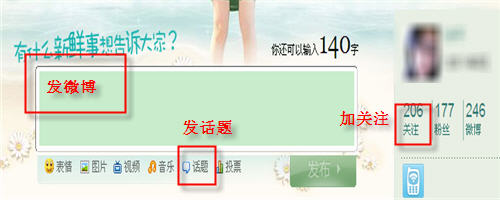 有什么新鲜事想告诉大家?
你还可以输入140字
发微博
发话题
加关注
206 177 246
关注 粉丝 微博
表情 图片 视频 音乐 话题 投票
发布